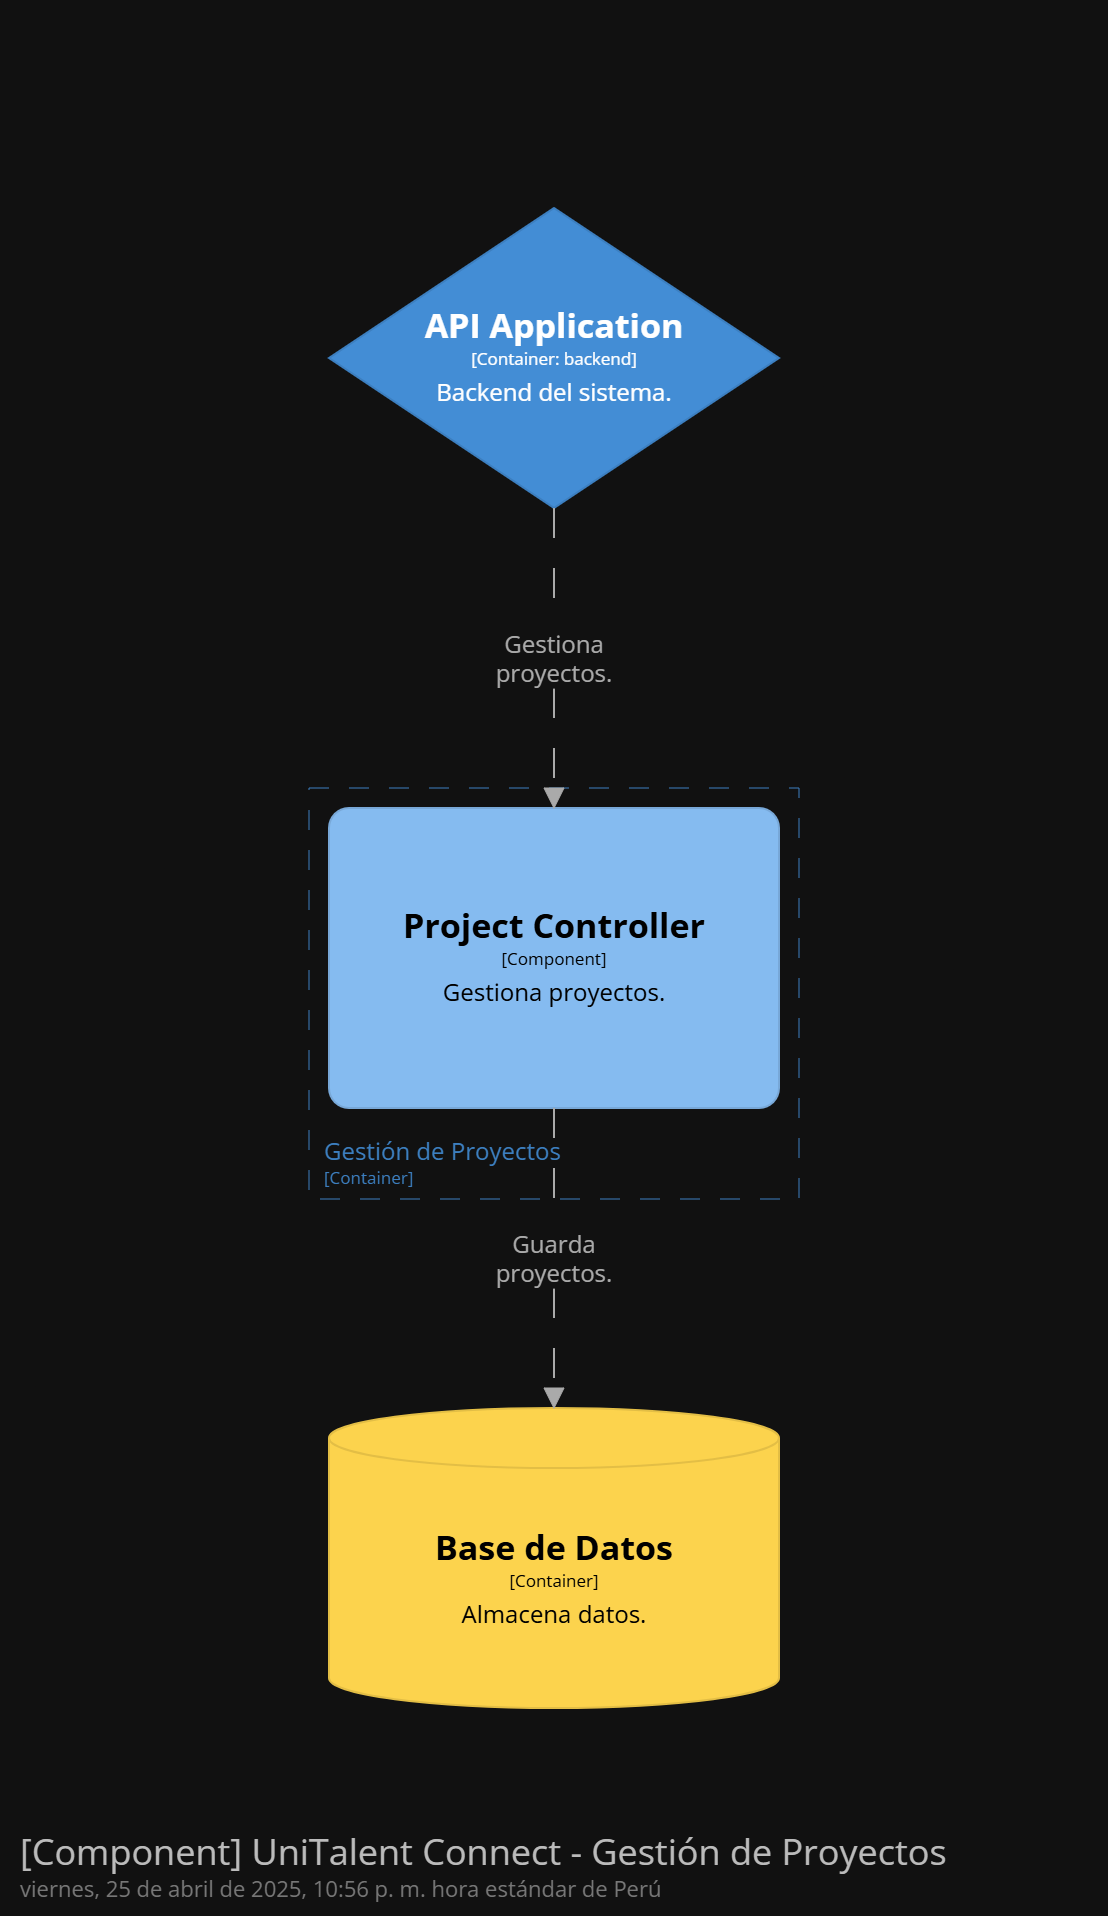 API Application
[Container: backend]
Backend del sistema.
Gestiona
proyectos.
Project Controller
[Component]
Gestiona proyectos.
Gestión de Proyectos
[Container]
Guarda
proyectos.
Base de Datos
[Container]
Almacena datos.
[Component] UniTalent Connect - Gestión de Proyectos
viernes, 25 de abril de 2025, 10:56 p. m. hora estándar de Perú